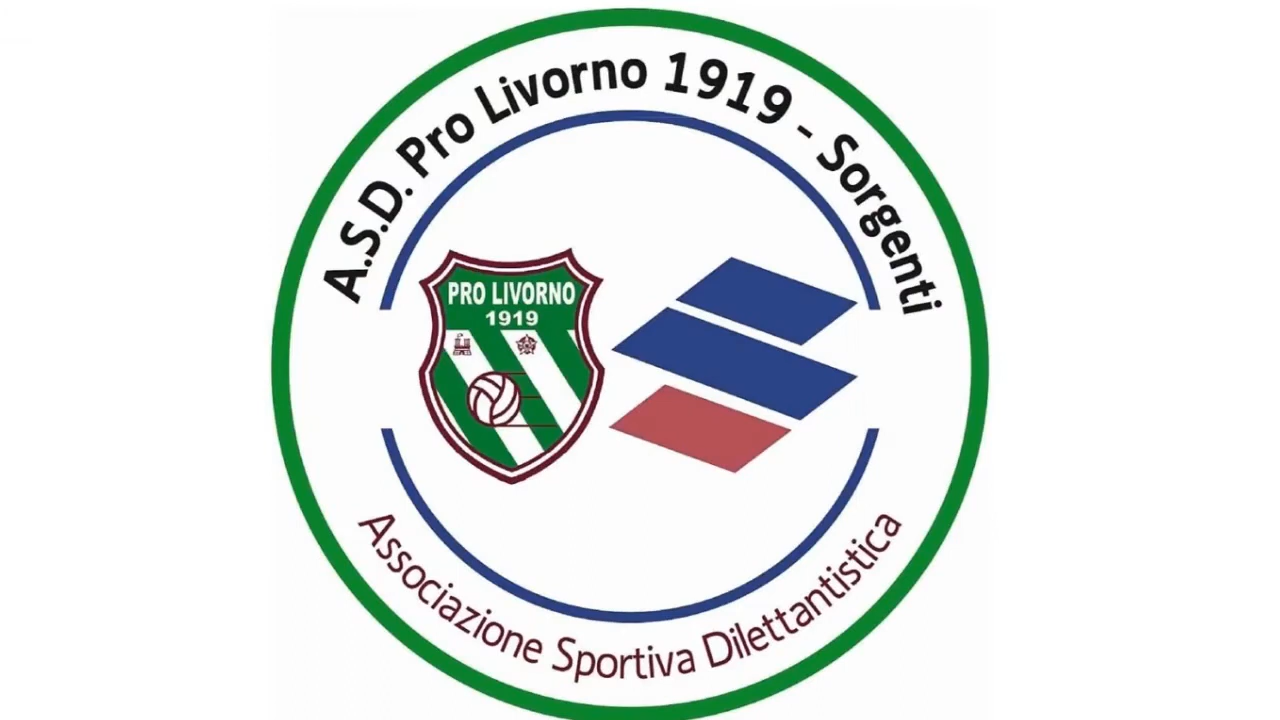 A.S.D. Pro Livorno 1919 - Sorgenti
PRO LIVORNO
1919
Associazione Sportiva Dilettantistica